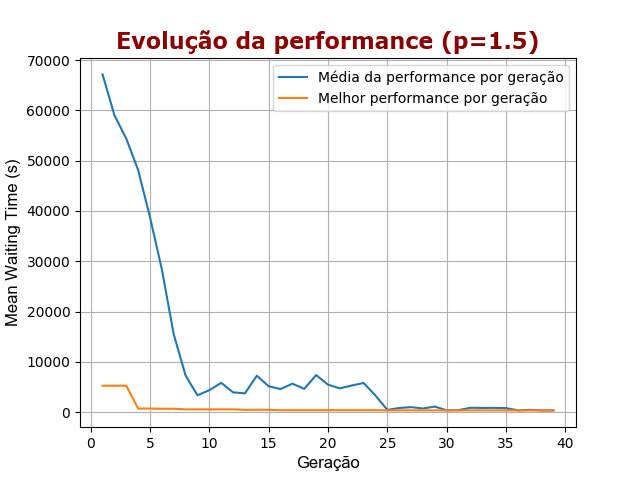 Evolução da performance (p=1.5)
Média da performance por geração
Melhor performance por geração
Mean Waiting Time (s)
70000
60000
50000
40000
30000
20000
10000
0
0 5 10 15 20 25 30 35 40
Geração